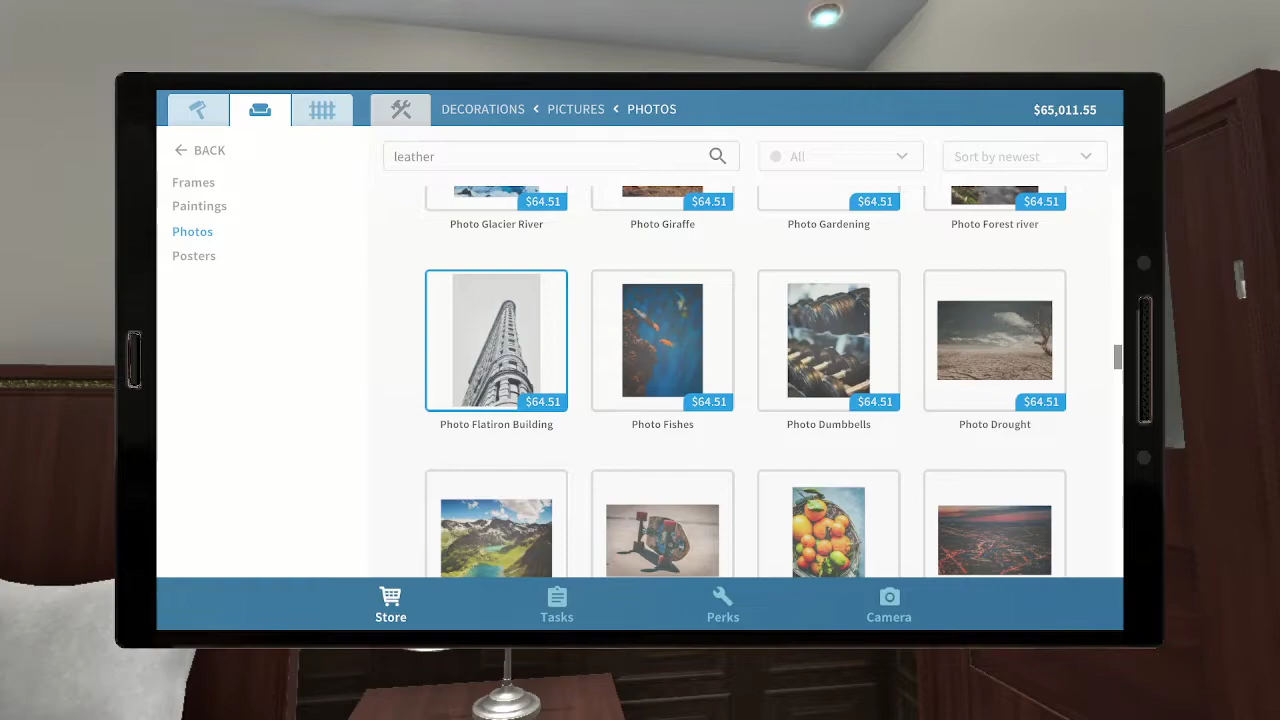 DECORATIONS < PICTURES < PHOTOS
$65,011.55
BACK
leather
All
Sort by newest
Frames
Paintings
Photos
Posters
$64.51 $64.51 $64.51 $64.51
Photo Glacier River Photo Giraffe Photo Gardening Photo Forest river
$64.51 $64.51 $64.51 $64.51
Photo Flatiron Building Photo Fishes Photo Dumbbells Photo Drought
Store Tasks Perks Camera